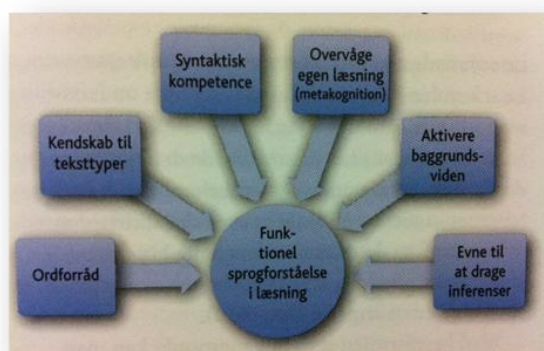 Syntaktisk
kompetence
Overvåge
egen læsning
(metakognition)
Kendskab til
teksttyper
Aktivere
baggrunds-
viden
Ordforråd
Funk-
tionel
sprogforståelse
i læsning
Evne til
at drage
inferenser